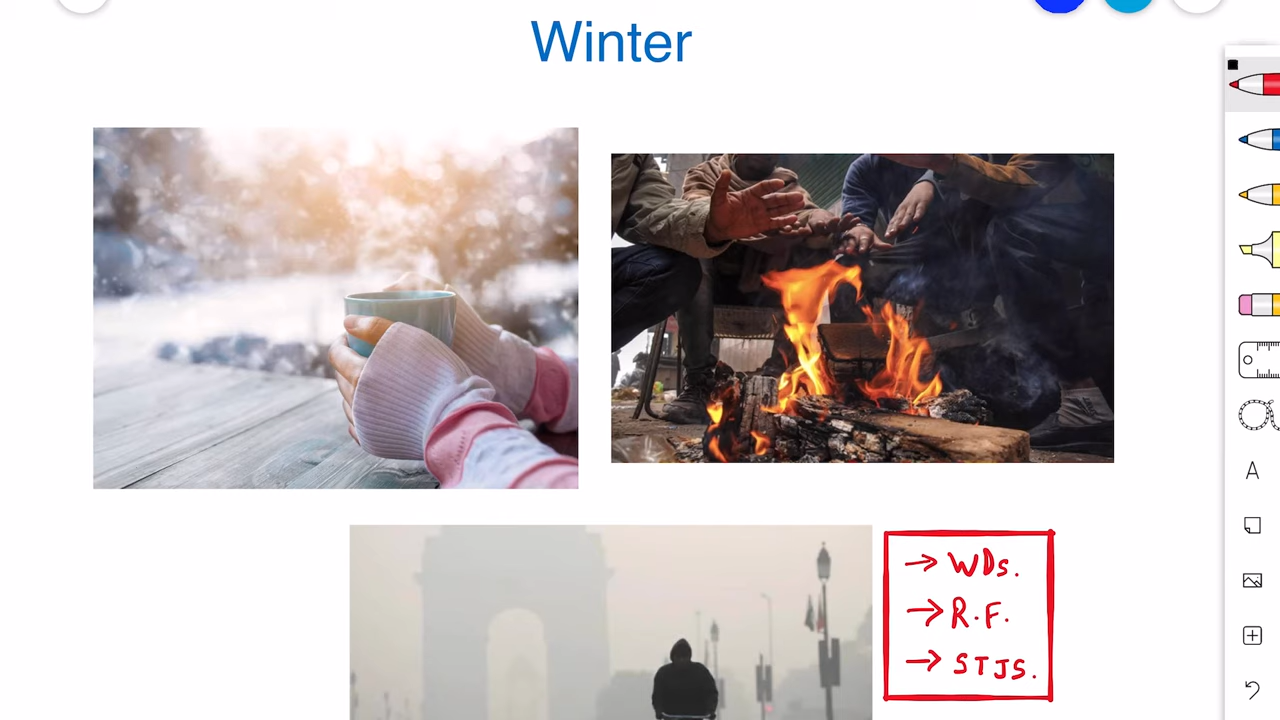 Winter
→ WDs.
→ R.F.
→ STJS.
A